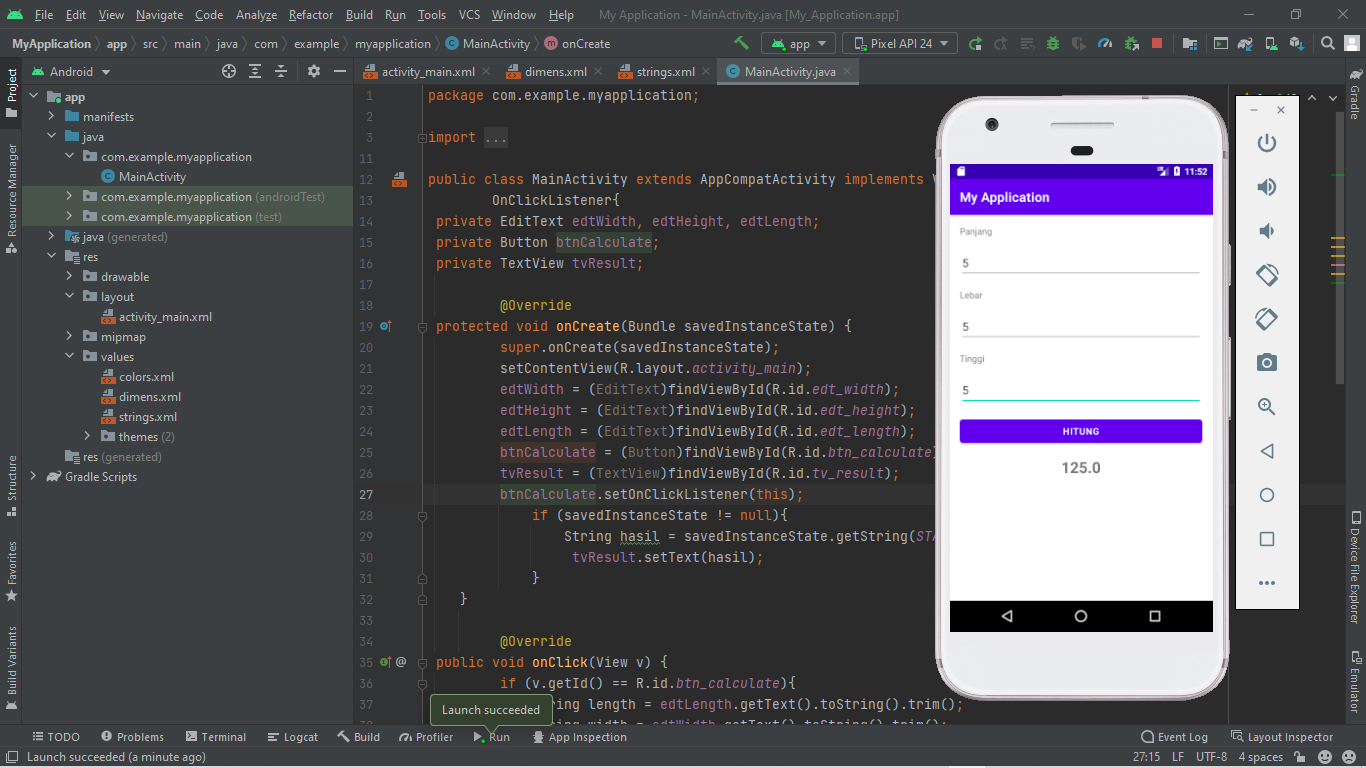 File Edit View Navigate Code Analyze Refactor Build Run Tools VCS Window Help My Application - MainActivity.java [My_Application.app]
MyApplication app src main java com example myapplication MainActivity onCreate app Pixel API 24
Android
activity_main.xml dimens.xml strings.xml MainActivity.java
Project
Resource Manager
Structure
Favorites
Build Variants
app
manifests
java
com.example.myapplication
MainActivity
com.example.myapplication (androidTest)
com.example.myapplication (test)
java (generated)
res
drawable
layout
activity_main.xml
mipmap
values
colors.xml
dimens.xml
strings.xml
themes (2)
res (generated)
Gradle Scripts
1 package com.example.myapplication;
2
3 import ...
11
12 public class MainActivity extends AppCompatActivity implements
13 OnClickListener{
14 private EditText edtWidth, edtHeight, edtLength;
15 private Button btnCalculate;
16 private TextView tvResult;
17
18 @Override
19 protected void onCreate(Bundle savedInstanceState) {
20 super.onCreate(savedInstanceState);
21 setContentView(R.layout.activity_main);
22 edtWidth = (EditText)findViewById(R.id.edt_width);
23 edtHeight = (EditText)findViewById(R.id.edt_height);
24 edtLength = (EditText)findViewById(R.id.edt_length);
25 btnCalculate = (Button)findViewById(R.id.btn_calculate)
26 tvResult = (TextView)findViewById(R.id.tv_result);
27 btnCalculate.setOnClickListener(this);
28 if (savedInstanceState != null){
29 String hasil = savedInstanceState.getString(STA
30 tvResult.setText(hasil);
31 }
32 }
33
34 @Override
35 @ public void onClick(View v) {
36 if (v.getId() == R.id.btn_calculate){
37 ng length = edtLength.getText().toString().trim();
Launch succeeded
11:52
My Application
Panjang
5
Lebar
5
Tinggi
5
HITUNG
125.0
Gradle
Device File Explorer
Emulator
TODO Problems Terminal Logcat Build Profiler Run App Inspection Event Log Layout Inspector
Launch succeeded (a minute ago) 27:15 LF UTF-8 4 spaces